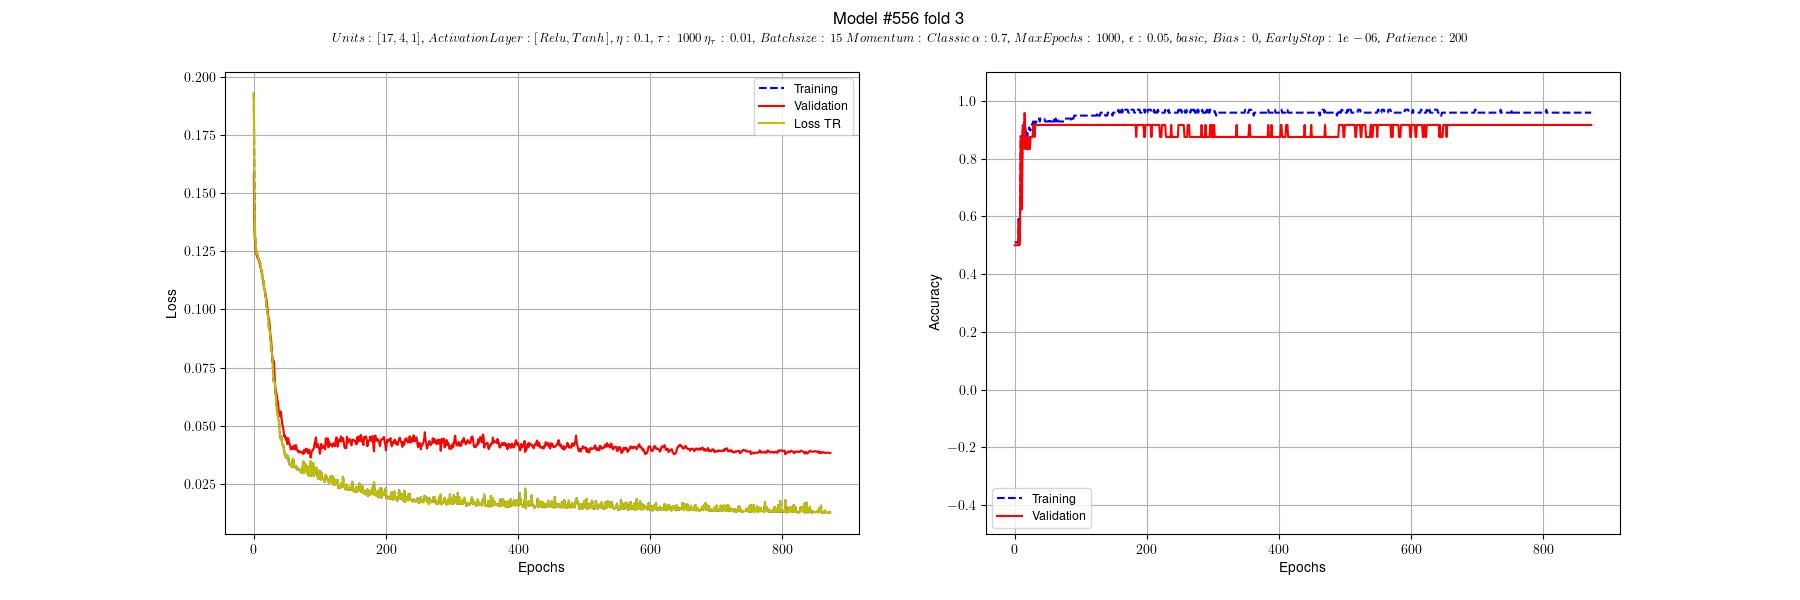 Model #556 fold 3
Units : [17, 4, 1], ActivationLayer : [Relu, Tanh], η : 0.1, τ : 1000 ητ : 0.01, Batchsize : 15 Momentum : Classic α : 0.7, MaxEpochs : 1000, ϵ : 0.05, basic, Bias : 0, EarlyStop : 1e − 06, Patience : 200
0.200
0.175
0.150
0.125
0.100
0.075
0.050
0.025
Loss
Training
Validation
Loss TR
0 200 400 600 800
Epochs
1.0
0.8
0.6
0.4
0.2
0.0
−0.2
−0.4
Accuracy
Training
Validation
0 200 400 600 800
Epochs